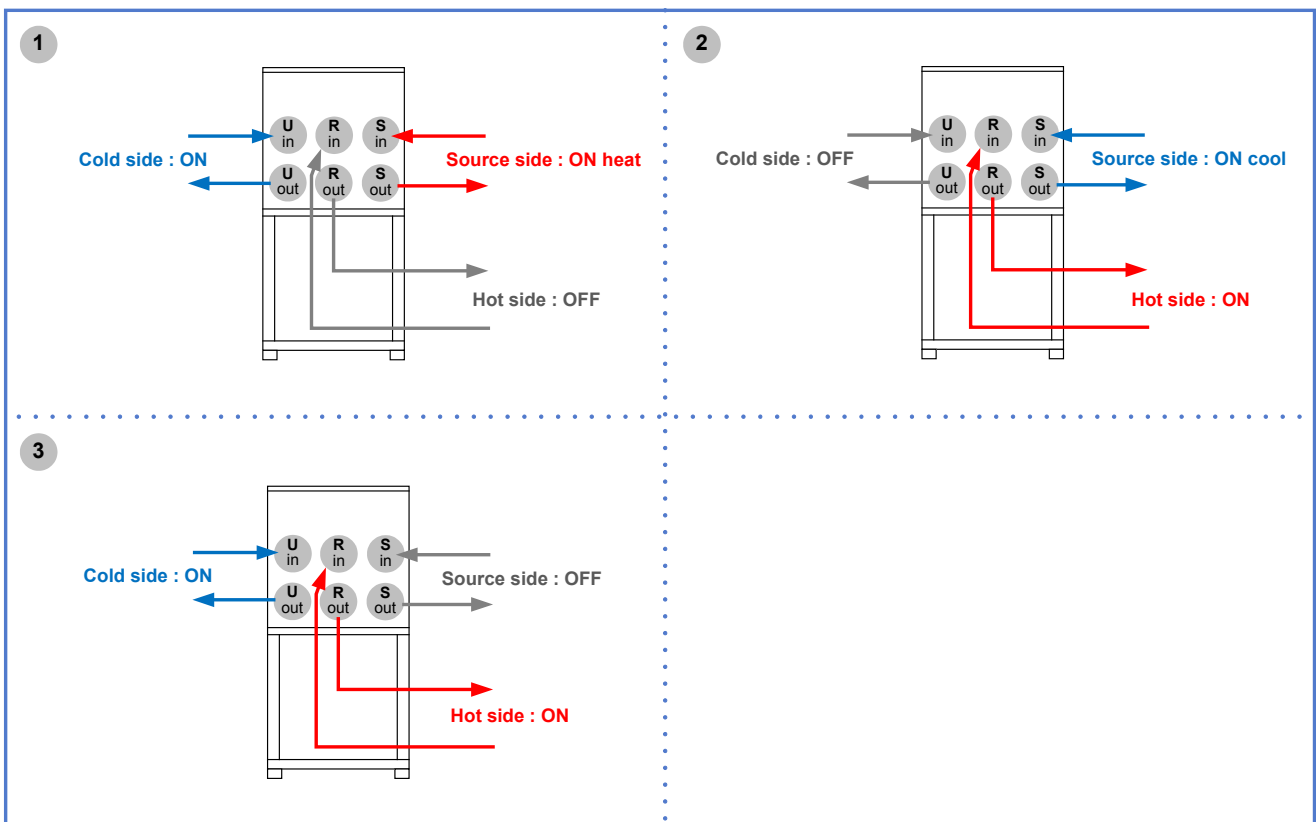 1
U in
R in
S in
Cold side : ON
Source side : ON heat
U out
R out
S out
Hot side : OFF
2
U in
R in
S in
Cold side : OFF
Source side : ON cool
U out
R out
S out
Hot side : ON
3
U in
R in
S in
Cold side : ON
Source side : OFF
U out
R out
S out
Hot side : ON